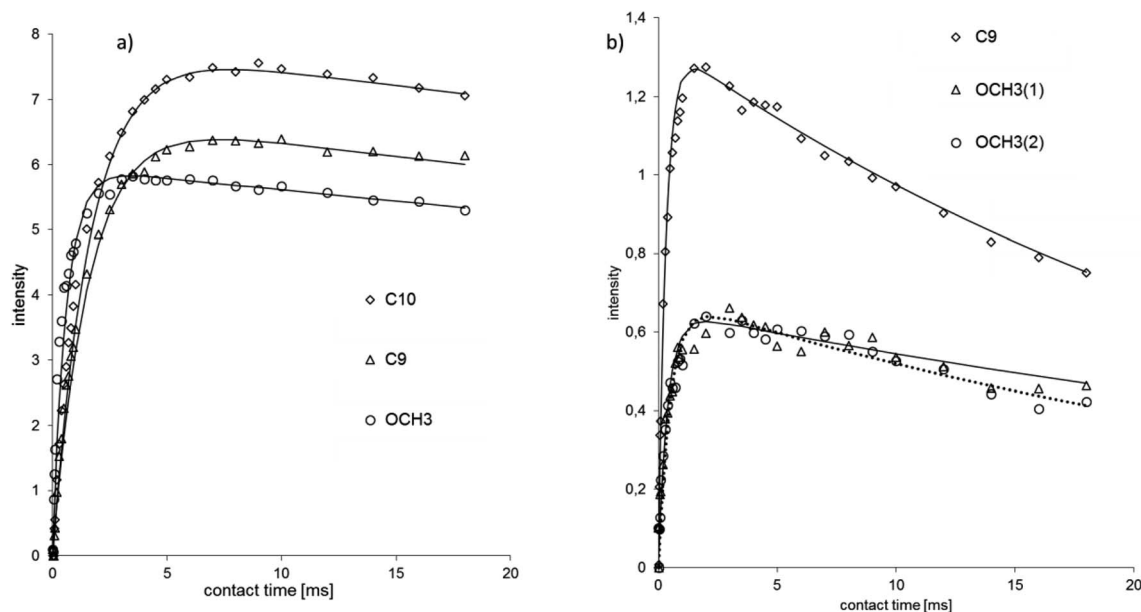 a)
8
7
6
5
4
3
2
1
0
intensity
C10
C9
OCH3
0 5 10 15 20
contact time [ms]
b)
1,4
1,2
1
0,8
0,6
0,4
0,2
0
intensity
C9
OCH3(1)
OCH3(2)
0 5 10 15 20
contact time [ms]